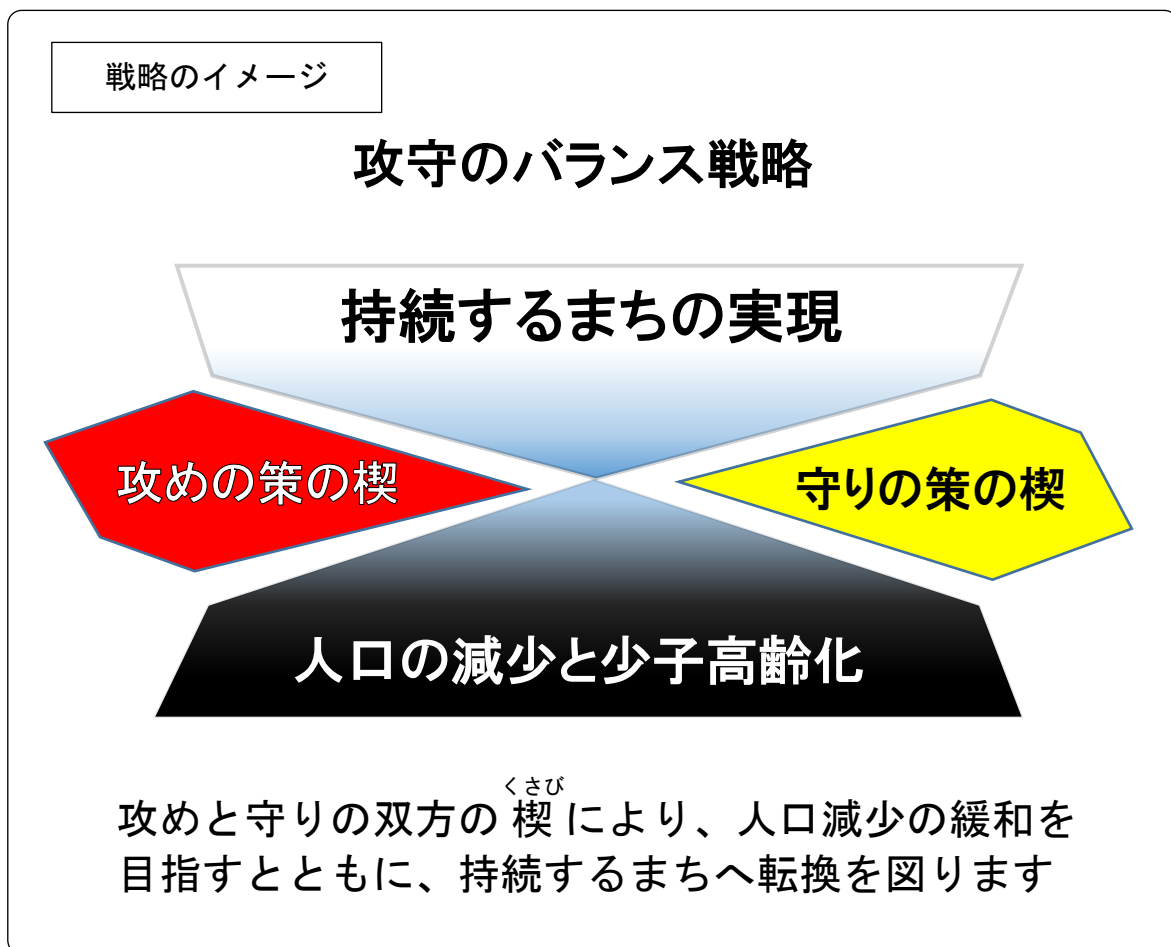 戦略のイメージ
攻守のバランス戦略
持続するまちの実現
攻めの策の楔
守りの策の楔
人口の減少と少子高齢化
くさび
攻めと守りの双方の楔により、人口減少の緩和を
目指すとともに、持続するまちへ転換を図ります